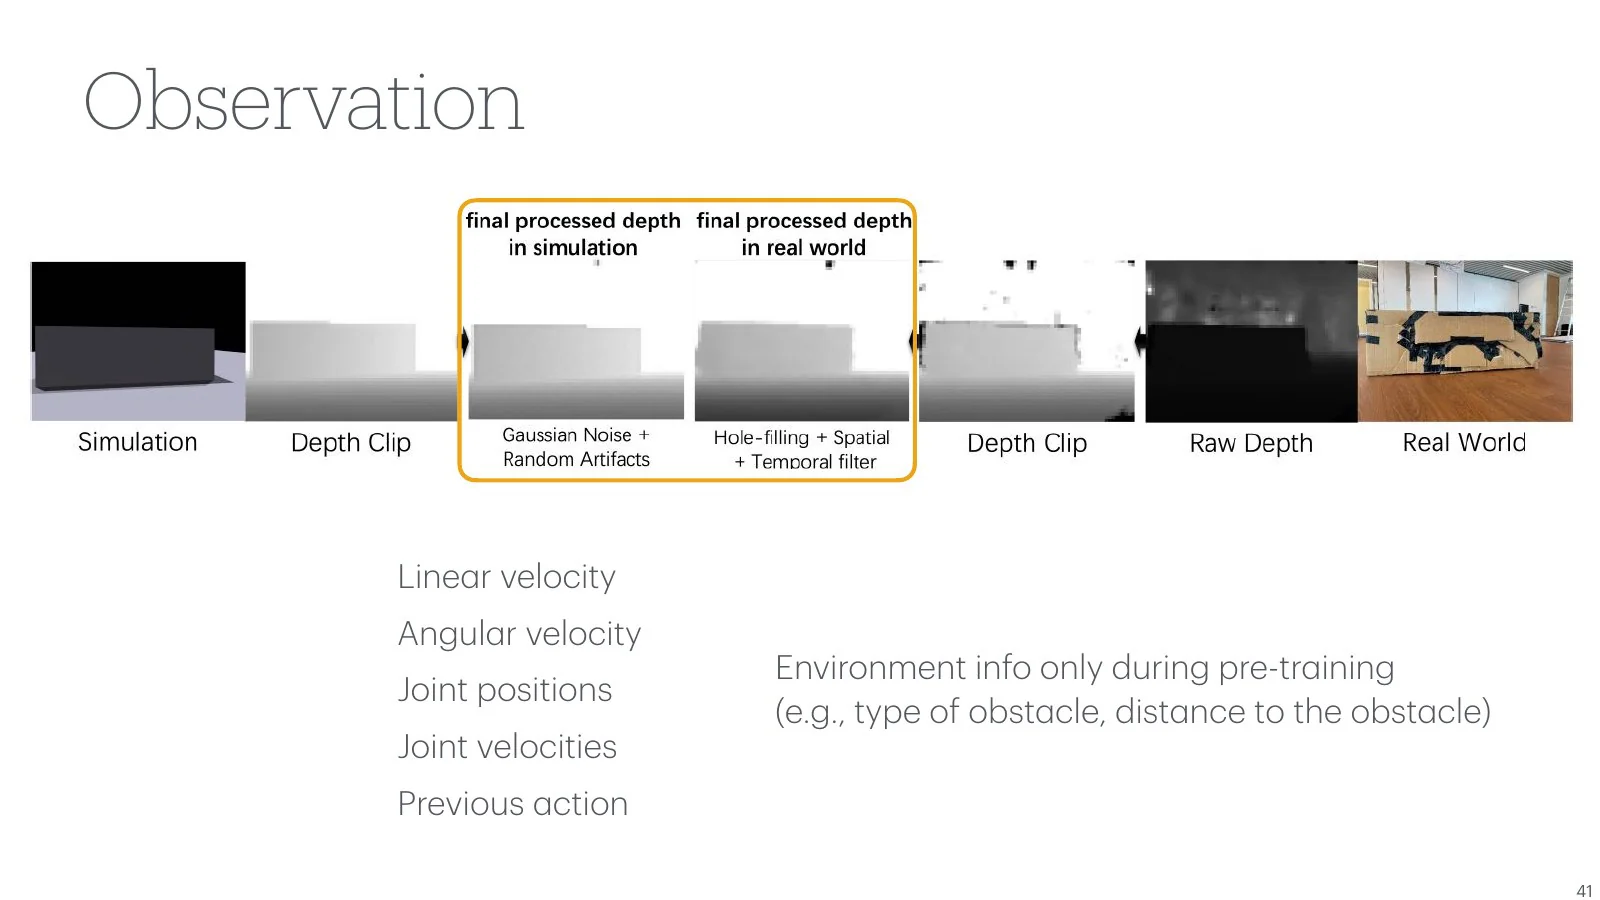 Observation
final processed depth
in simulation
final processed depth
in real world
Simulation
Depth Clip
Gaussian Noise +
Random Artifacts
Hole-filling + Spatial
+ Temporal filter
Depth Clip
Raw Depth
Real World
Linear velocity
Angular velocity
Joint positions
Joint velocities
Previous action
Environment info only during pre-training
(e.g., type of obstacle, distance to the obstacle)
41